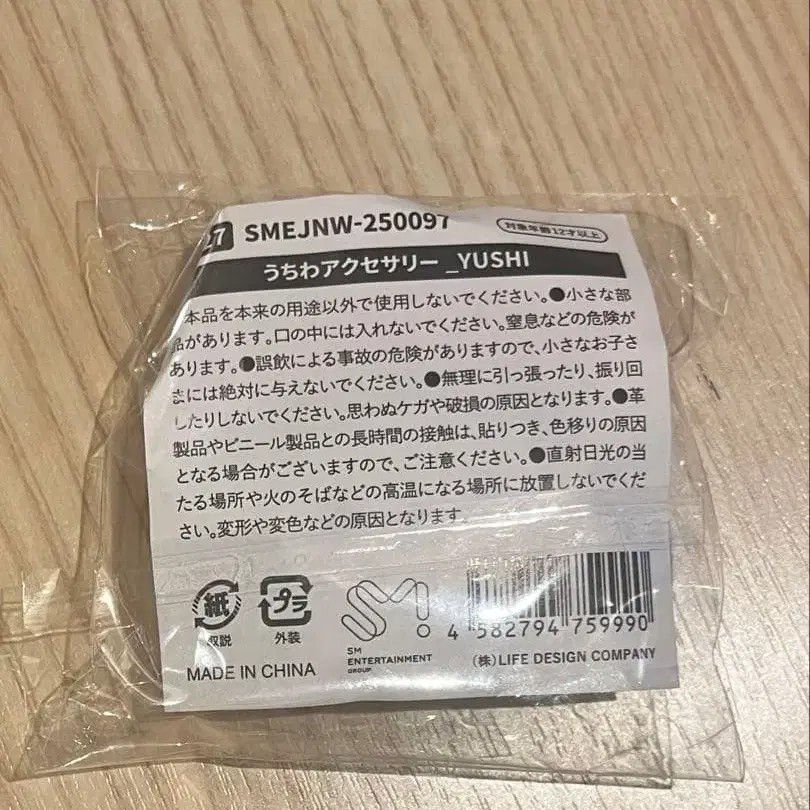 SMEJNW-250097
対象年齢12才以上
うちわアクセサリー _YUSHI
本品を本来の用途以外で使用しないでください。●小さな部
品があります。口の中には入れないでください。窒息などの危険が
あります。●誤飲による事故の危険がありますので、小さなお子さ
まには絶対に与えないでください。●無理に引っ張ったり、振り回
したりしないでください。思わぬケガや破損の原因となります。●革
製品やビニール製品との長時間の接触は、貼りつき、色移りの原因
となる場合がございますので、ご注意ください。●直射日光の当
たる場所や火のそばなどの高温になる場所に放置しないでくだ
さい。変形や変色などの原因となります。
紙
取説
プラ
外装
SM
SM
ENTERTAINMENT
GROUP
4 582794 759990
MADE IN CHINA
(株)LIFE DESIGN COMPANY